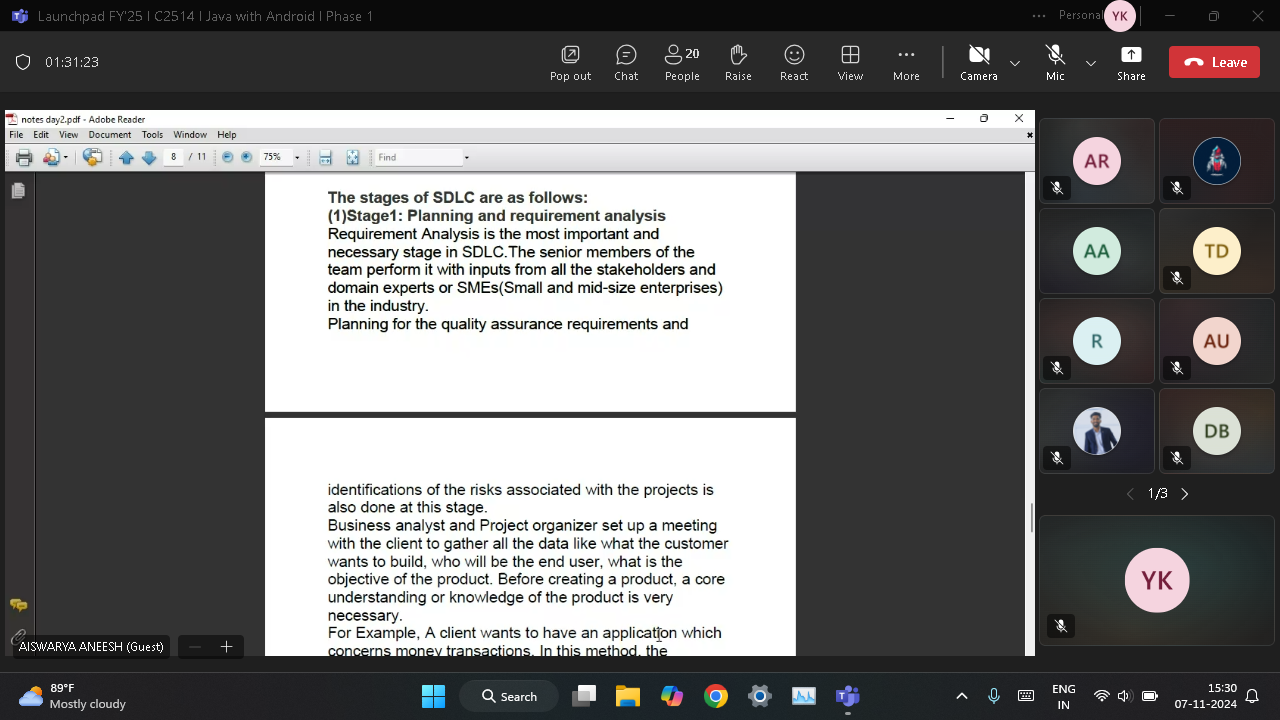 Launchpad FY'25 | C2514 | Java with Android | Phase 1
Personal
YK
01:31:23
Pop out
Chat
20
People
Raise
React
View
More
Camera
Mic
Share
Leave
notes day2.pdf - Adobe Reader
File Edit View Document Tools Window Help
8 / 11
75%
Find
The stages of SDLC are as follows:
(1)Stage1: Planning and requirement analysis
Requirement Analysis is the most important and
necessary stage in SDLC.The senior members of the
team perform it with inputs from all the stakeholders and
domain experts or SMEs(Small and mid-size enterprises)
in the industry.
Planning for the quality assurance requirements and
identifications of the risks associated with the projects is
also done at this stage.
Business analyst and Project organizer set up a meeting
with the client to gather all the data like what the customer
wants to build, who will be the end user, what is the
objective of the product. Before creating a product, a core
understanding or knowledge of the product is very
necessary.
For Example, A client wants to have an application which
concerns money transactions. In this method, the
AISWARYA ANEESH (Guest)
AR
AA
TD
R
AU
DB
1/3
YK
89°F
Mostly cloudy
Search
ENG
IN
15:30
07-11-2024